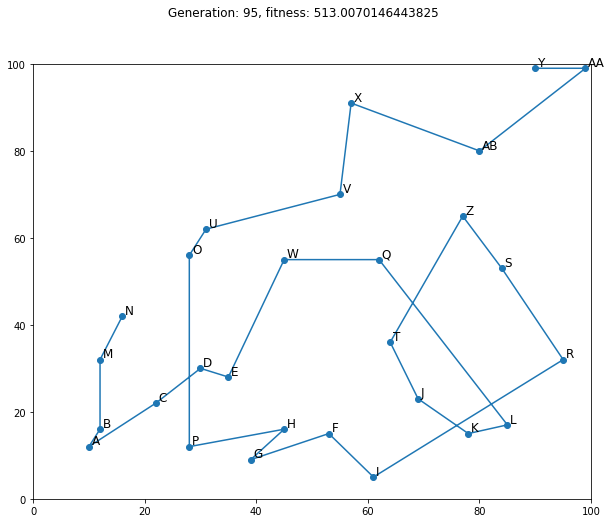 Generation: 95, fitness: 513.0070146443825
Y AA
100
X
AB
80
V
Z
U
60
O
W Q
S
N
40
T
M R
D
E
J
C
20
B H L
F K
A P
G
I
0
0 20 40 60 80 100